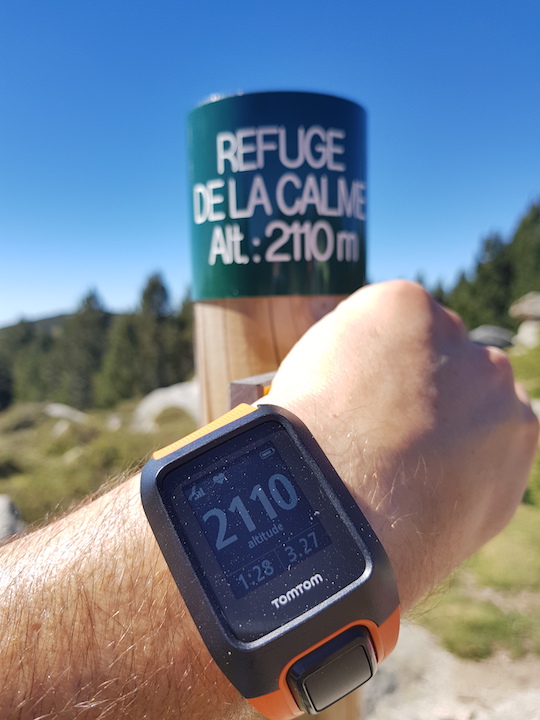 REFUGE
DE LA CALME
Alt.: 2110 m
2110
altitude
1:28 3.27
TOMTOM